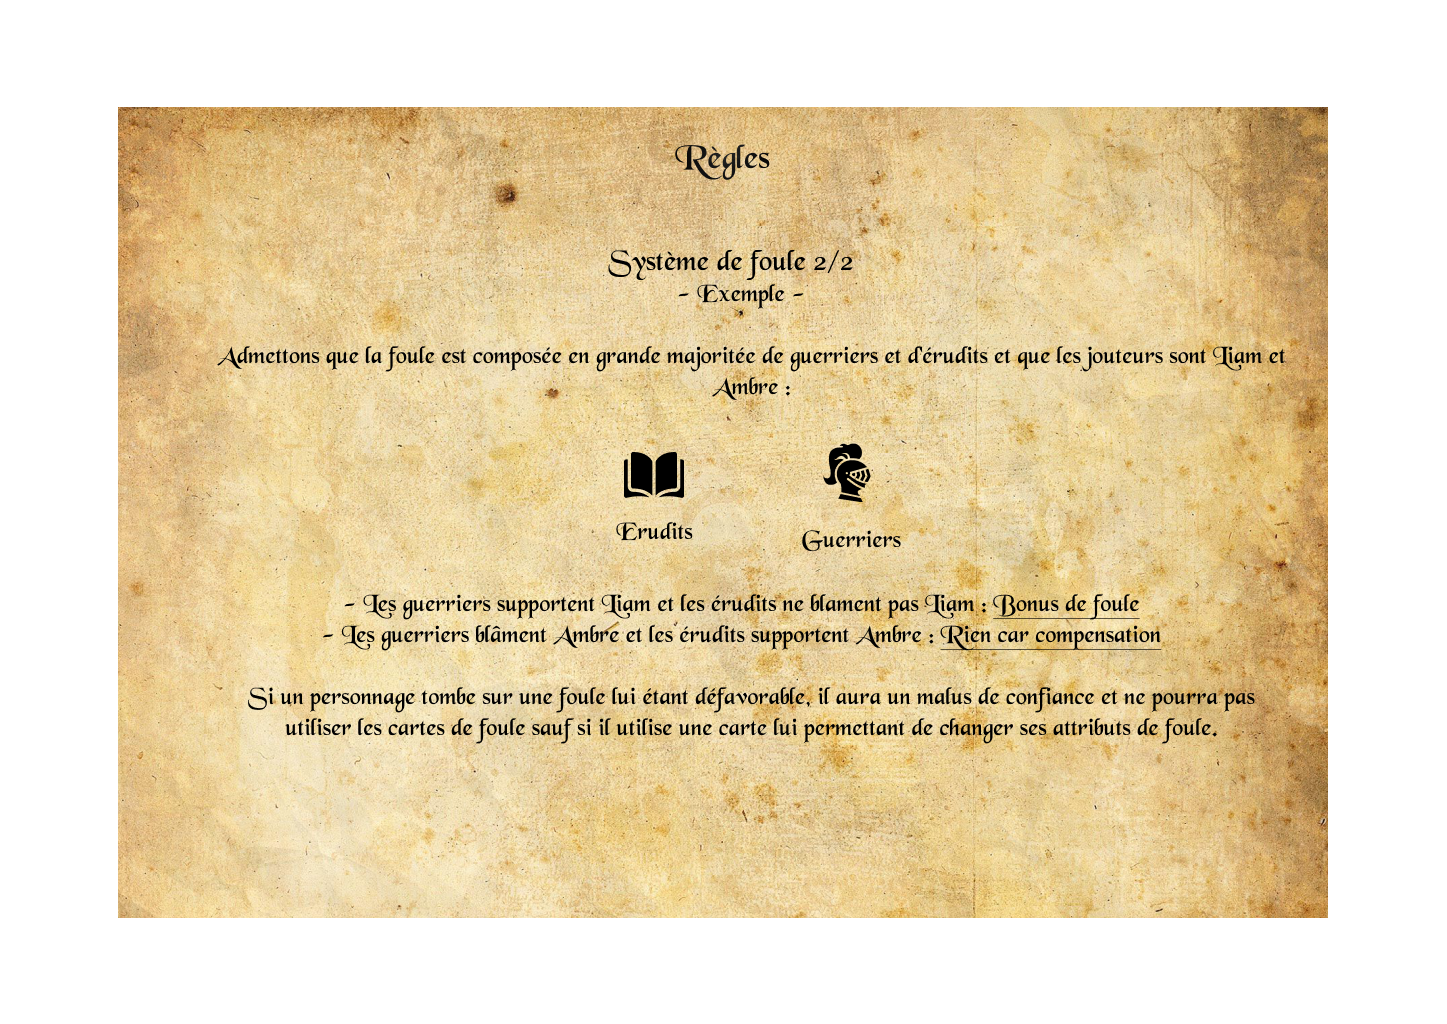 Règles
Système de foule 2/2
- Exemple -
Admettons que la foule est composée en grande majoritée de guerriers et d'érudits et que les jouteurs sont Liam et
Ambre :
Erudits
Guerriers
- Les guerriers supportent Liam et les érudits ne blament pas Liam : Bonus de foule
- Les guerriers blâment Ambre et les érudits supportent Ambre : Rien car compensation
Si un personnage tombe sur une foule lui étant défavorable, il aura un malus de confiance et ne pourra pas
utiliser les cartes de foule sauf si il utilise une carte lui permettant de changer ses attributs de foule.